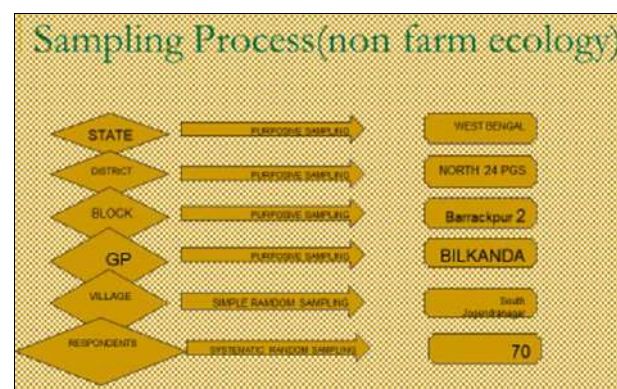 Sampling Process(non farm ecology)
STATE PURPOSIVE SAMPLING WEST BENGAL
DISTRICT PURPOSIVE SAMPLING NORTH 24 PGS
BLOCK PURPOSIVE SAMPLING Barrackpur 2
GP PURPOSIVE SAMPLING BILKANDA
VILLAGE SIMPLE RAMDOM SAMPLING South
Jogendranagar
RESPONDENTS SYSTEMATIC RANDOM SAMPLING 70